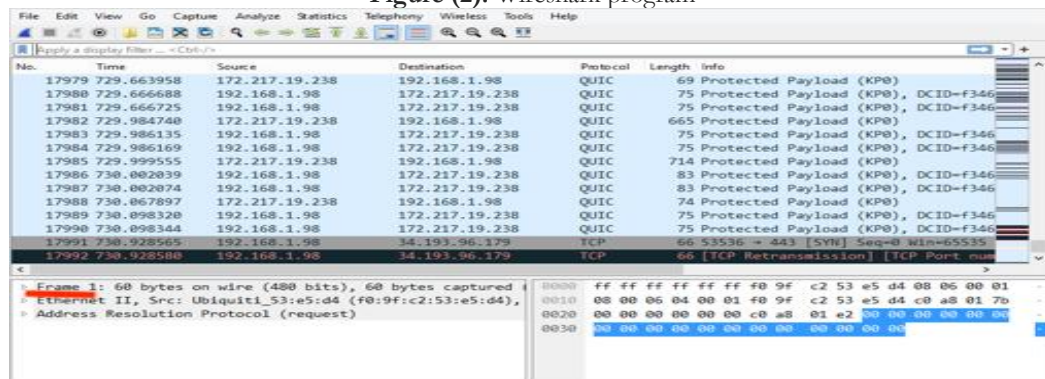 Figure (2): Wireshark program
File Edit View Go Capture Analyze Statistics Telephony Wireless Tools Help
Apply a display filter ... <Ctrl-/>
No. Time Source Destination Protocol Length Info
17979 729.663958 172.217.19.238 192.168.1.98 QUIC 69 Protected Payload (KP0)
17980 729.666688 192.168.1.98 172.217.19.238 QUIC 75 Protected Payload (KP0), DCID=f346
17981 729.666725 192.168.1.98 172.217.19.238 QUIC 75 Protected Payload (KP0), DCID=f346
17982 729.984740 172.217.19.238 192.168.1.98 QUIC 665 Protected Payload (KP0)
17983 729.986135 192.168.1.98 172.217.19.238 QUIC 75 Protected Payload (KP0), DCID=f346
17984 729.986169 192.168.1.98 172.217.19.238 QUIC 75 Protected Payload (KP0), DCID=f346
17985 729.999555 172.217.19.238 192.168.1.98 QUIC 714 Protected Payload (KP0)
17986 730.002039 192.168.1.98 172.217.19.238 QUIC 83 Protected Payload (KP0), DCID=f346
17987 730.002074 192.168.1.98 172.217.19.238 QUIC 83 Protected Payload (KP0), DCID=f346
17988 730.067897 172.217.19.238 192.168.1.98 QUIC 74 Protected Payload (KP0)
17989 730.098320 192.168.1.98 172.217.19.238 QUIC 75 Protected Payload (KP0), DCID=f346
17990 730.098344 192.168.1.98 172.217.19.238 QUIC 75 Protected Payload (KP0), DCID=f346
17991 730.928565 192.168.1.98 34.193.96.179 TCP 66 53536 → 443 [SYN] Seq=0 Win=65535
17992 730.928580 192.168.1.98 34.193.96.179 TCP 66 [TCP Retransmission] [TCP Port num
Frame 1: 60 bytes on wire (480 bits), 60 bytes captured
Ethernet II, Src: Ubiquiti_53:e5:d4 (f0:9f:c2:53:e5:d4),
Address Resolution Protocol (request)
0000 ff ff ff ff ff ff f0 9f c2 53 e5 d4 08 06 00 01
0010 08 00 06 04 00 01 f0 9f c2 53 e5 d4 c0 a8 01 7b
0020 00 00 00 00 00 00 c0 a8 01 e2 00 00 00 00 00 00
0030 00 00 00 00 00 00 00 00 00 00 00 00